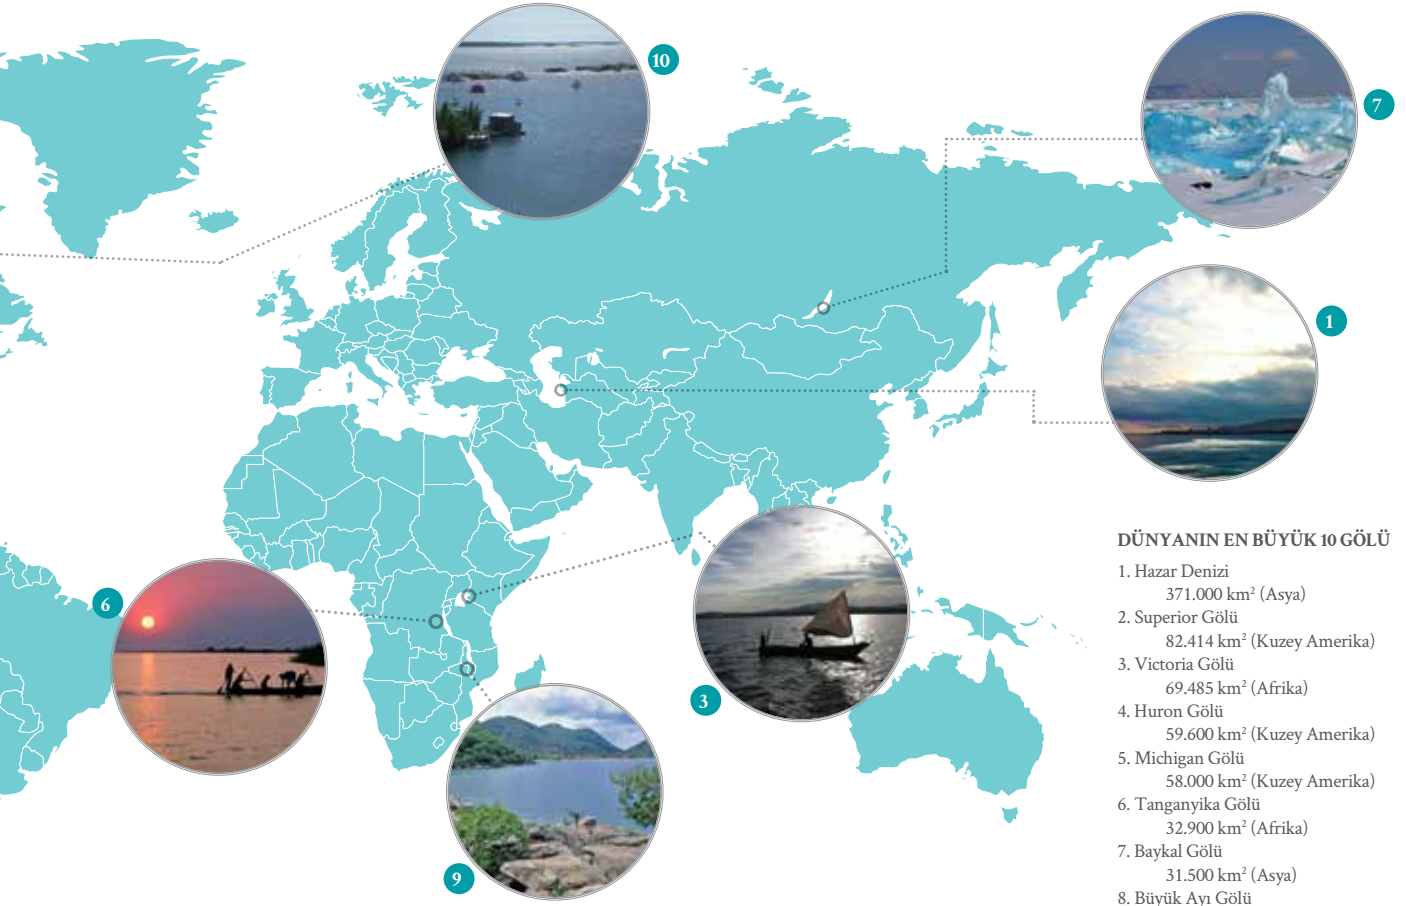 10
7
1
6
3
9
DÜNYANIN EN BÜYÜK 10 GÖLÜ
1. Hazar Denizi
371.000 km² (Asya)
2. Superior Gölü
82.414 km² (Kuzey Amerika)
3. Victoria Gölü
69.485 km² (Afrika)
4. Huron Gölü
59.600 km² (Kuzey Amerika)
5. Michigan Gölü
58.000 km² (Kuzey Amerika)
6. Tanganyika Gölü
32.900 km² (Afrika)
7. Baykal Gölü
31.500 km² (Asya)
8. Büyük Ayı Gölü